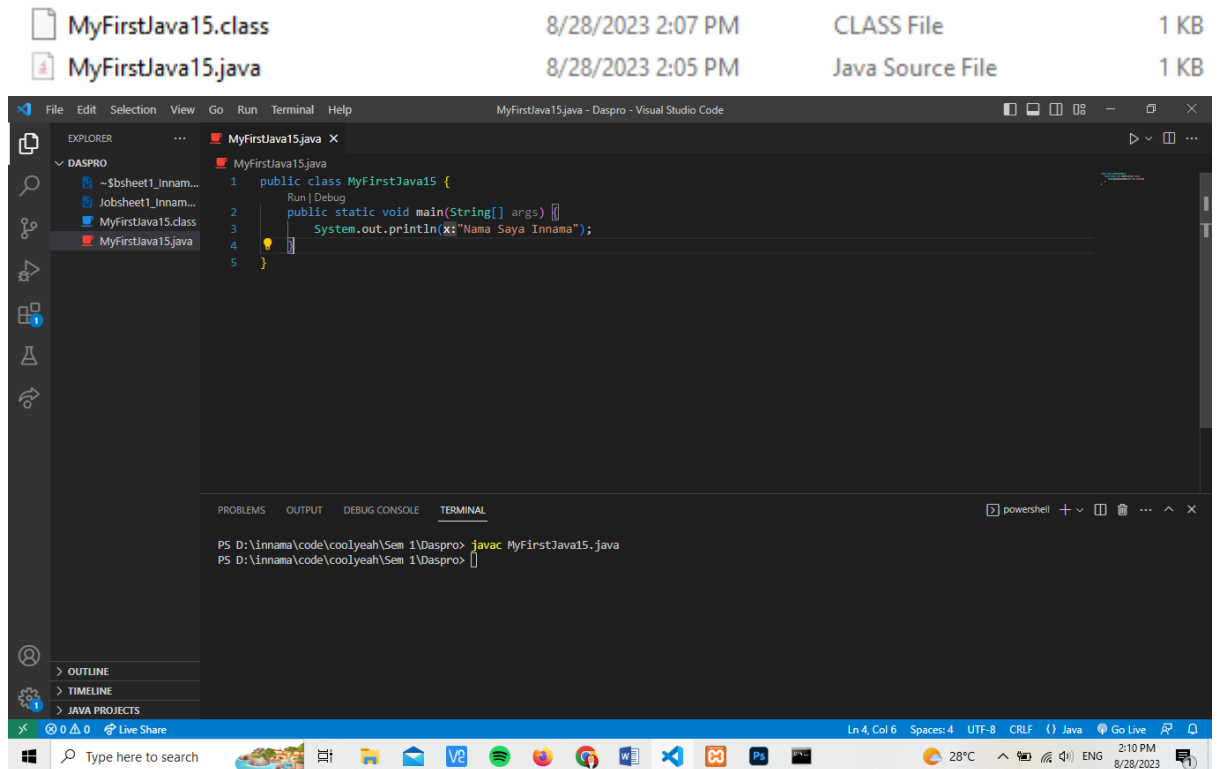 MyFirstJava15.class 8/28/2023 2:07 PM CLASS File 1 KB
MyFirstJava15.java 8/28/2023 2:05 PM Java Source File 1 KB
File Edit Selection View Go Run Terminal Help MyFirstJava15.java - Daspro - Visual Studio Code
EXPLORER ... MyFirstJava15.java
DASPRO MyFirstJava15.java
~$bsheet1_Innam...
Jobsheet1_Innam...
MyFirstJava15.class
MyFirstJava15.java
1 public class MyFirstJava15 {
Run | Debug
2 public static void main(String[] args) {
3 System.out.println(x:"Nama Saya Innama");
4 }
5 }
1
PROBLEMS OUTPUT DEBUG CONSOLE TERMINAL powershell
PS D:\innama\code\coolyeah\Sem 1\Daspro> javac MyFirstJava15.java
PS D:\innama\code\coolyeah\Sem 1\Daspro>
OUTLINE
TIMELINE
1
JAVA PROJECTS
0 0 Live Share Ln 4, Col 6 Spaces: 4 UTF-8 CRLF {} Java Go Live
Type here to search 28°C ENG 2:10 PM
8/28/2023